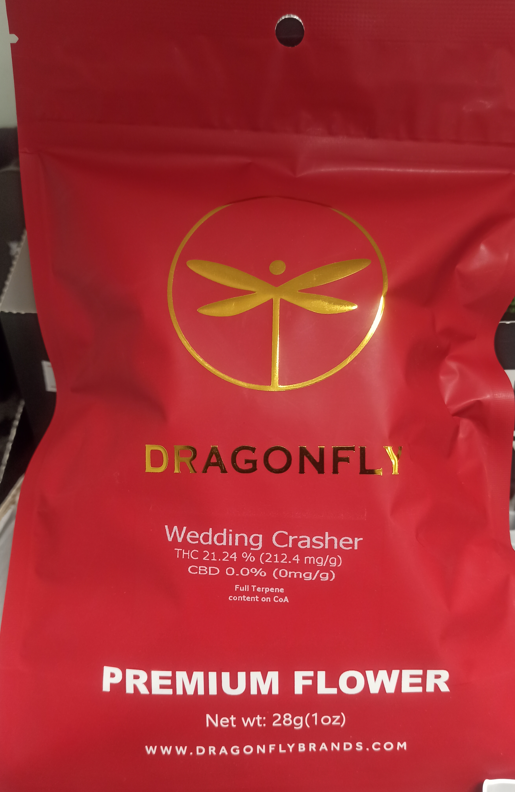 DRAGONFLY
Wedding Crasher
THC 21.24 % (212.4 mg/g)
CBD 0.0% (0mg/g)
Full Terpene
content on CoA
PREMIUM FLOWER
Net wt: 28g(1oz)
WWW.DRAGONFLYBRANDS.COM